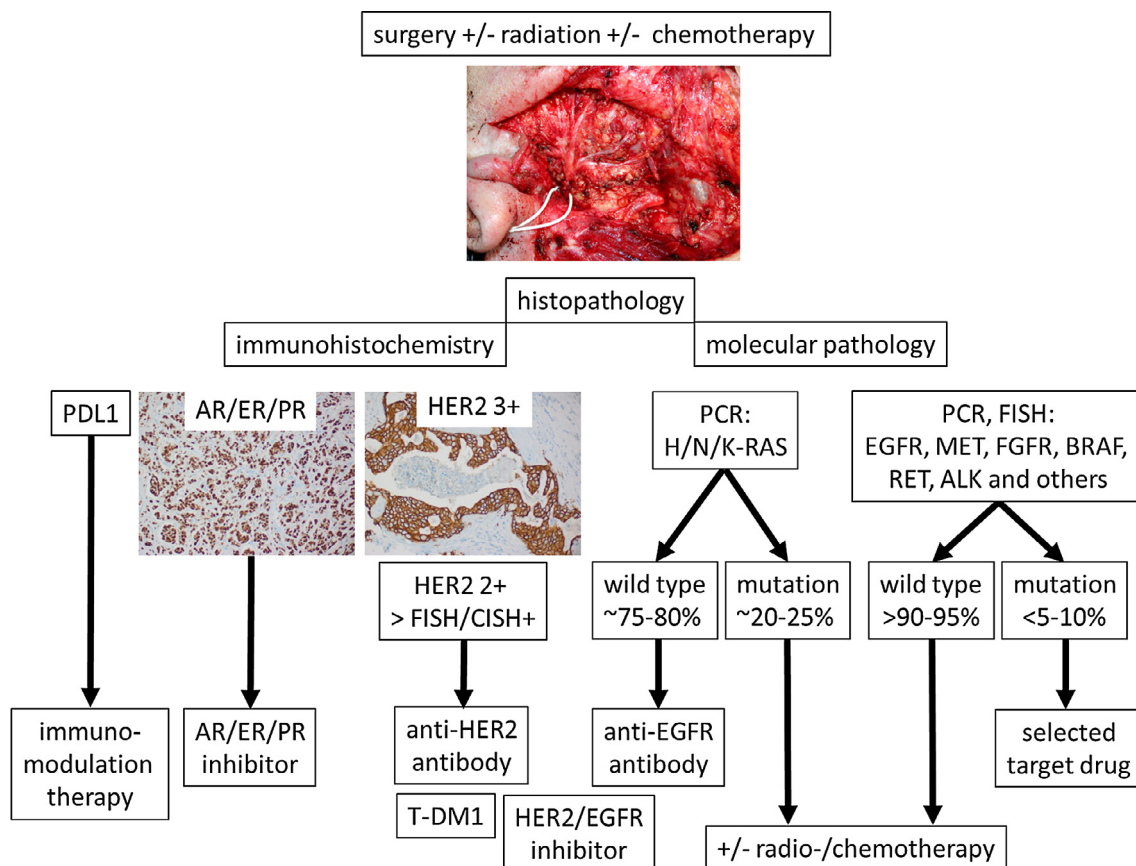 surgery +/- radiation +/- chemotherapy
histopathology
immunohistochemistry
molecular pathology
PDL1
AR/ER/PR
HER2 3+
PCR:
H/N/K-RAS
PCR, FISH:
EGFR, MET, FGFR, BRAF,
RET, ALK and others
HER2 2+
> FISH/CISH+
wild type
~75-80%
mutation
~20-25%
wild type
>90-95%
mutation
<5-10%
immuno-
modulation
therapy
AR/ER/PR
inhibitor
anti-HER2
antibody
anti-EGFR
antibody
selected
target drug
T-DM1
HER2/EGFR
inhibitor
+/- radio-/chemotherapy